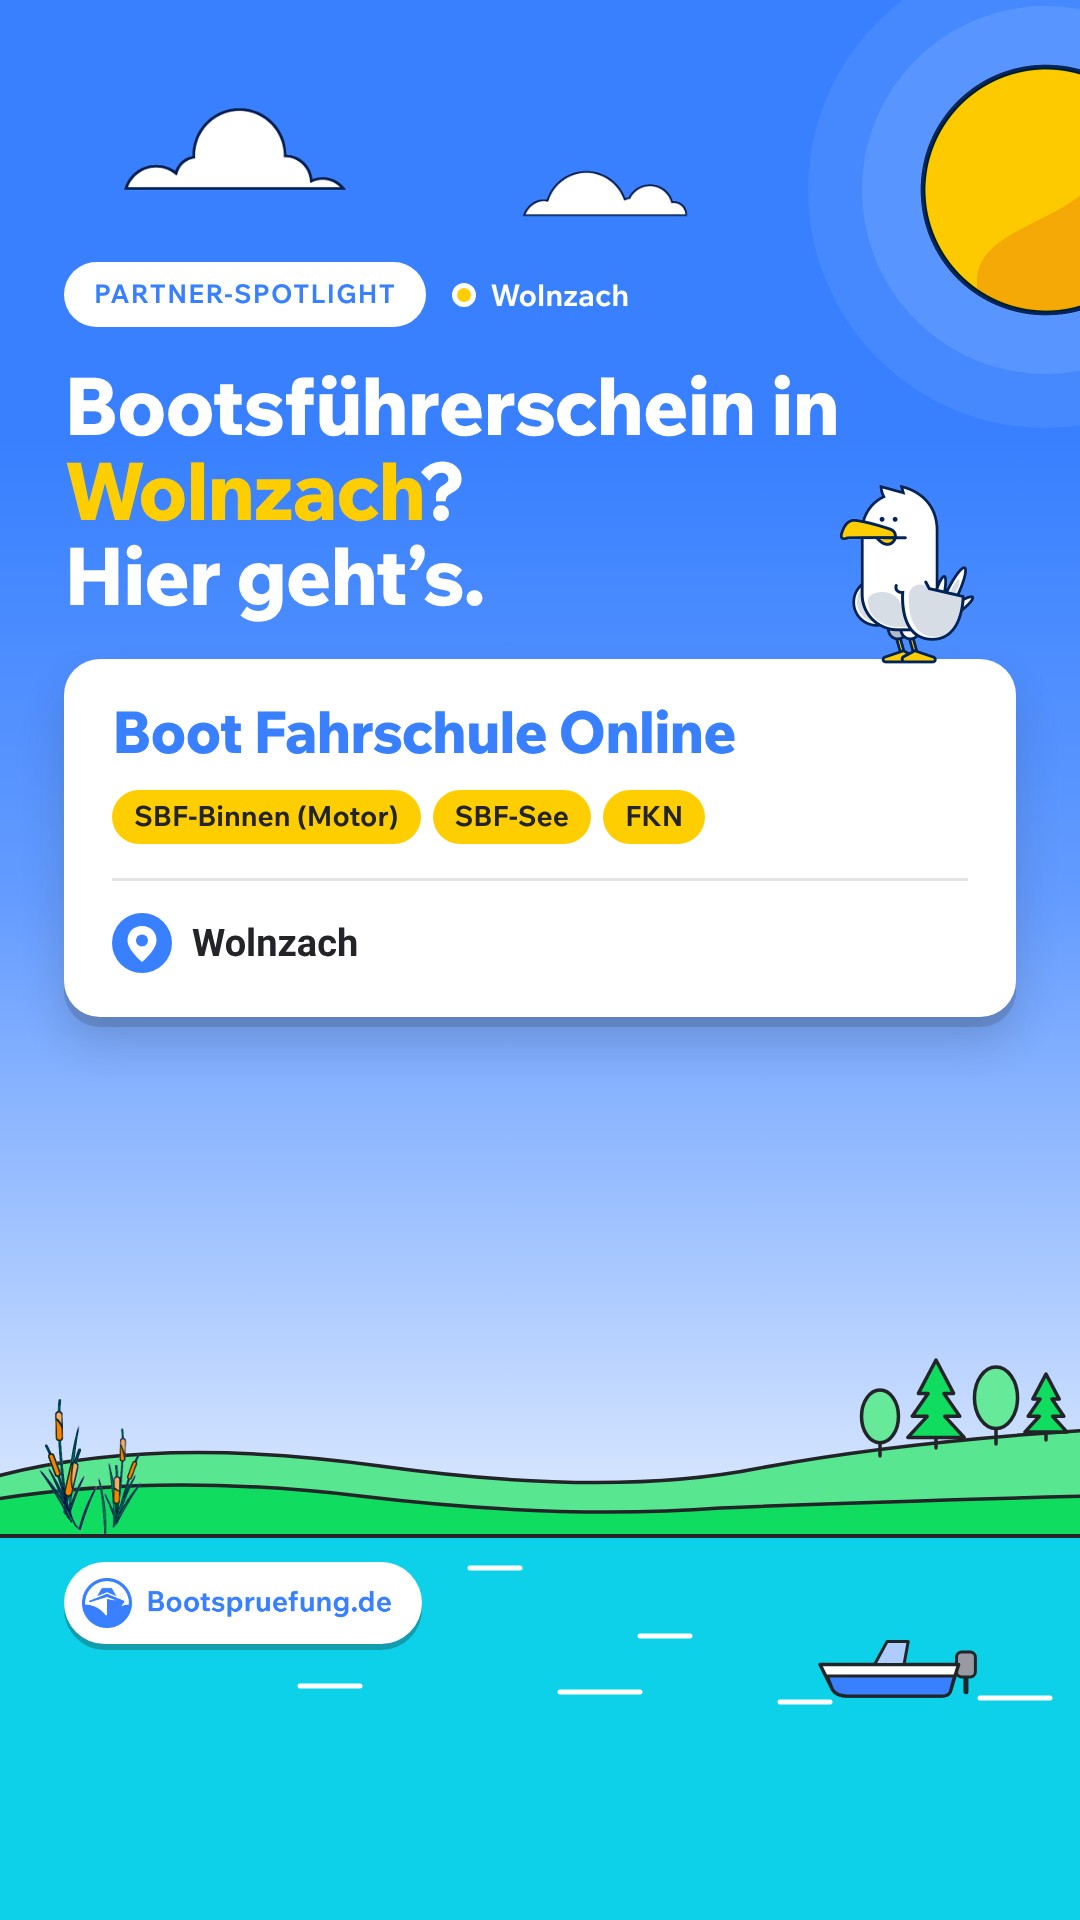 PARTNER-SPOTLIGHT
Wolnzach
Bootsführerschein in
Wolnzach?
Hier geht’s.
Boot Fahrschule Online
SBF-Binnen (Motor)
SBF-See
FKN
Wolnzach
Bootspruefung.de